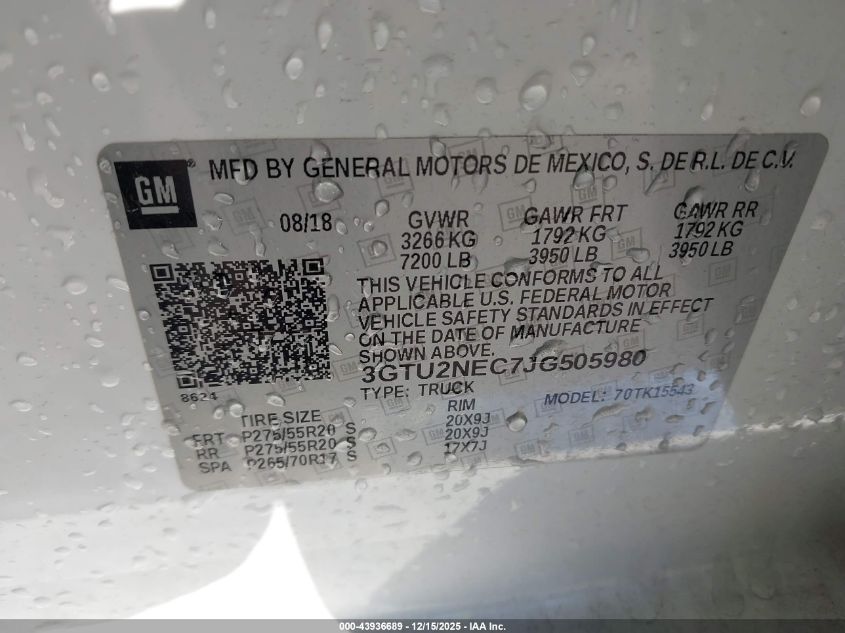 GM
MFD BY GENERAL MOTORS DE MEXICO, S. DE R.L. DE C.V.
08/18
GVWR GAWR FRT GAWR RR
3266 KG 1792 KG 1792 KG
7200 LB 3950 LB 3950 LB
THIS VEHICLE CONFORMS TO ALL
APPLICABLE U.S. FEDERAL MOTOR
VEHICLE SAFETY STANDARDS IN EFFECT
ON THE DATE OF MANUFACTURE
SHOWN ABOVE.
3GTU2NEC7JG505980
8624
TYPE: TRUCK MODEL: 70TK15543
TIRE SIZE RIM
FRT P275/55R20 S 20X9J
RR P275/55R20 S 20X9J
SPA P265/70R17 S 17X7J
000-43936689 - 12/15/2025 - IAA Inc.